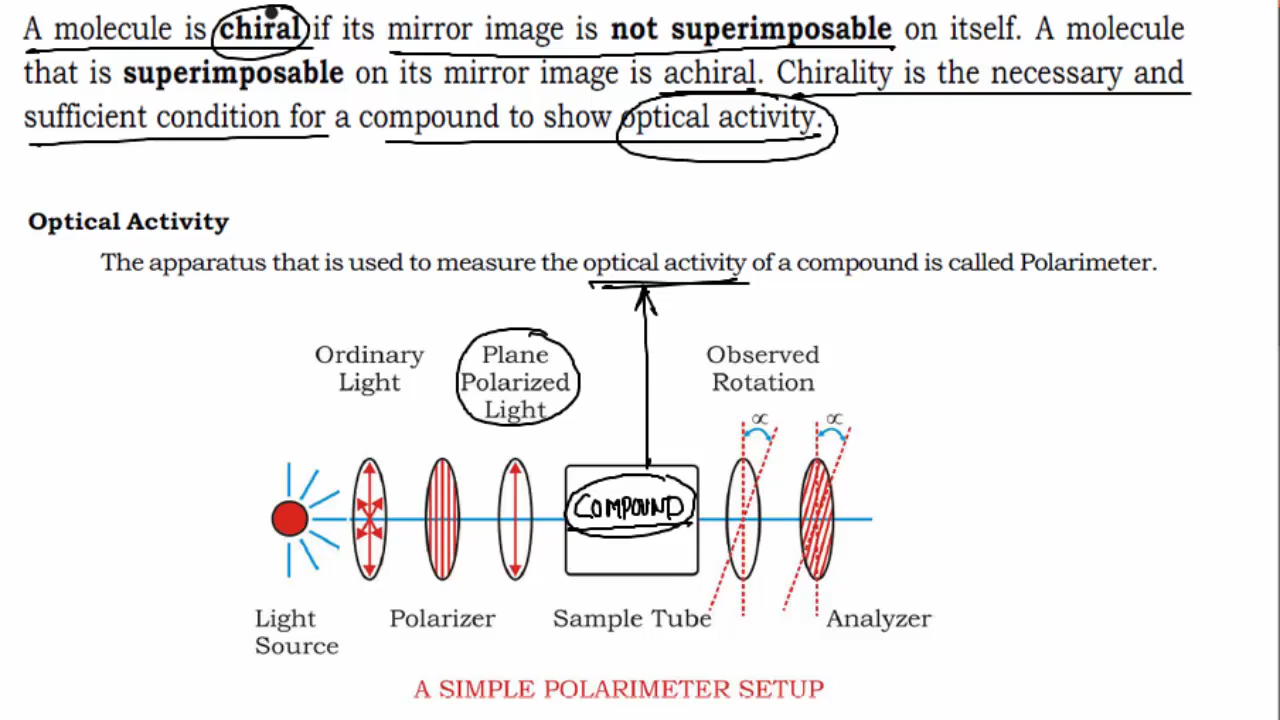 A molecule is chiral if its mirror image is not superimposable on itself. A molecule
that is superimposable on its mirror image is achiral. Chirality is the necessary and
sufficient condition for a compound to show optical activity.
Optical Activity
The apparatus that is used to measure the optical activity of a compound is called Polarimeter.
Ordinary
Light
Plane
Polarized
Light
Observed
Rotation
∝
∝
COMPOUND
Light
Source
Polarizer
Sample Tube
Analyzer
A SIMPLE POLARIMETER SETUP